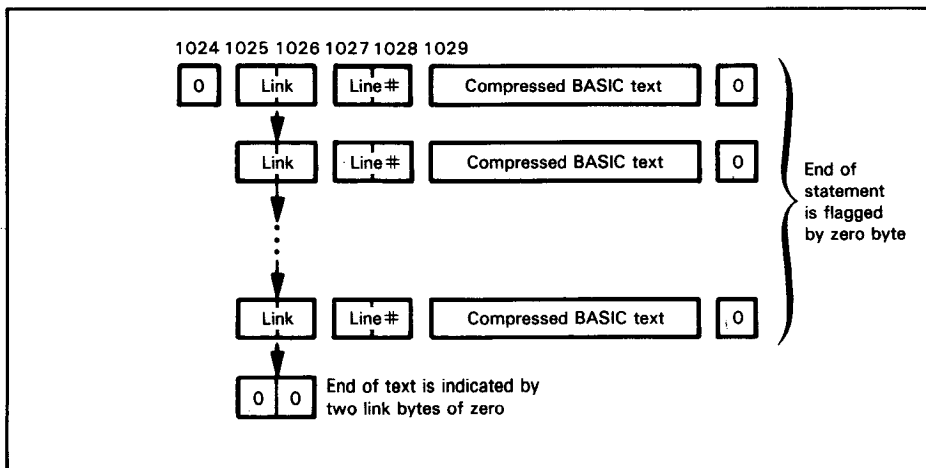 1024 1025 1026 1027 1028 1029
0 Link Line# Compressed BASIC text 0
Link Line# Compressed BASIC text 0
End of
statement
is flagged
by zero byte
Link Line# Compressed BASIC text 0
0 0 End of text is indicated by
two link bytes of zero